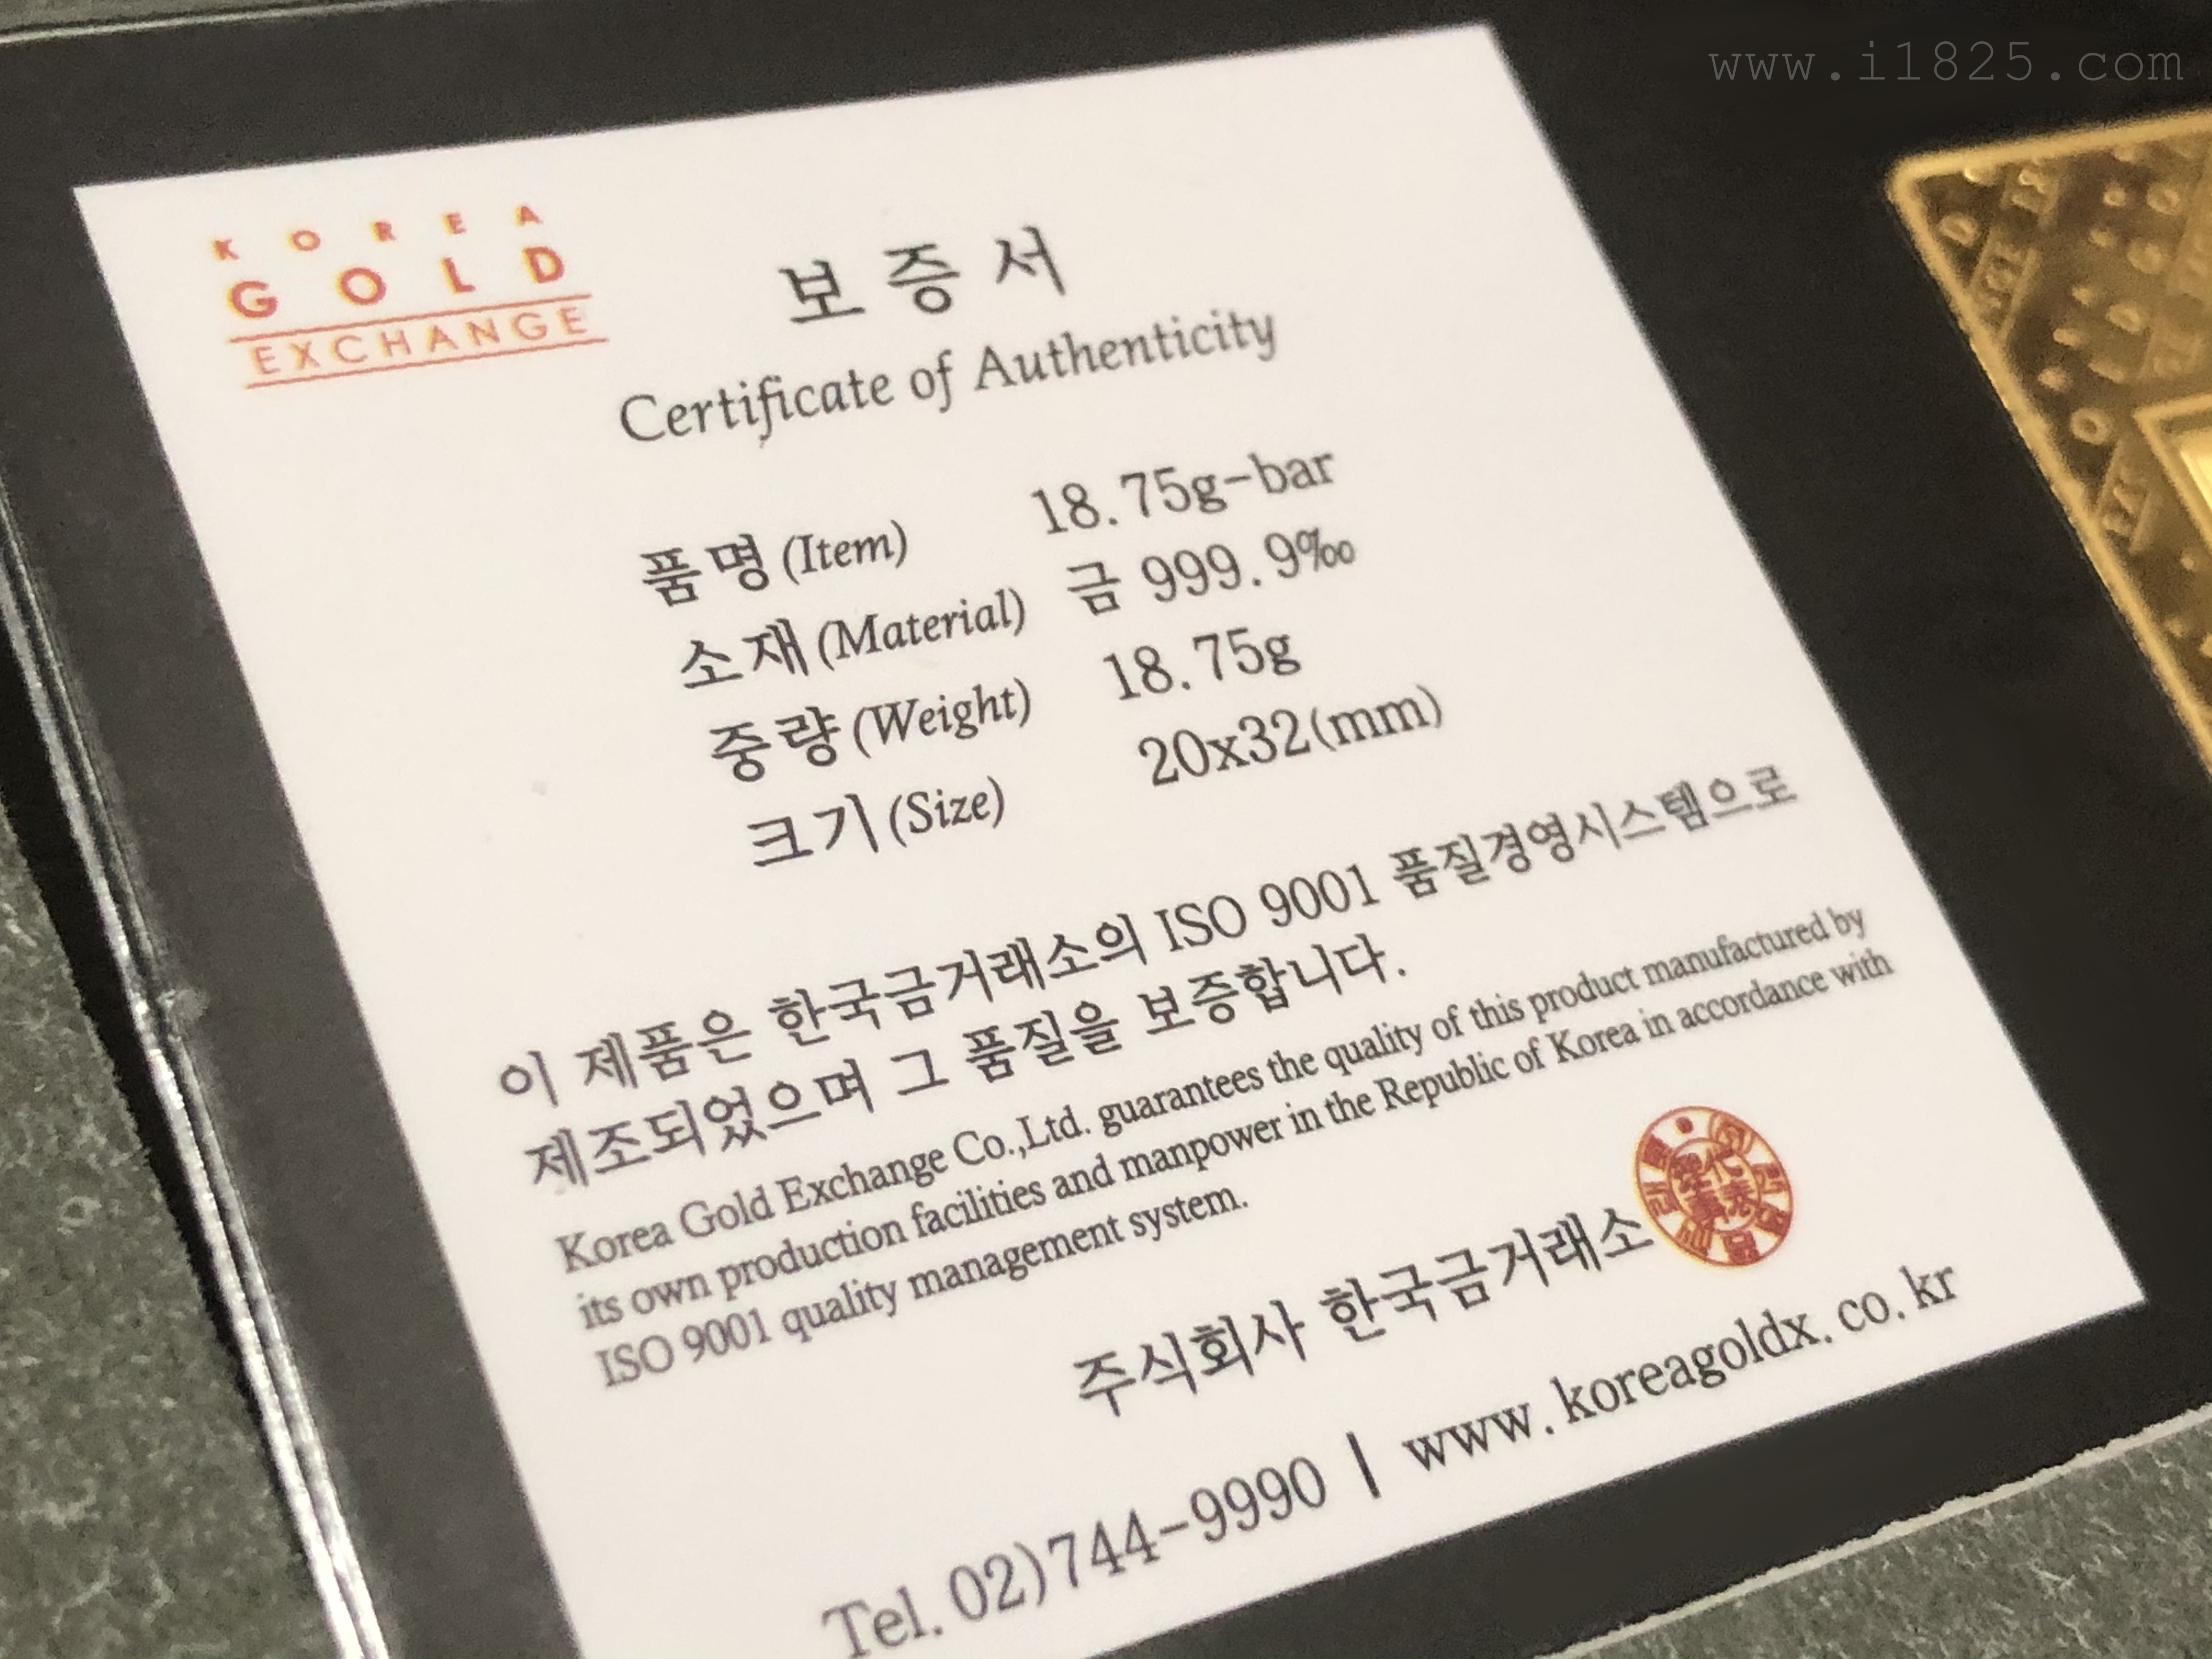 www.i1825.com
KOREA
GOLD
EXCHANGE
보증서
Certificate of Authenticity
품명 (Item) 18.75g-bar
소재 (Material) 금 999.9‰
중량 (Weight) 18.75g
크기 (Size) 20x32(mm)
이 제품은 한국금거래소의 ISO 9001 품질경영시스템으로
제조되었으며 그 품질을 보증합니다.
Korea Gold Exchange Co.,Ltd. guarantees the quality of this product manufactured by
its own production facilities and manpower in the Republic of Korea in accordance with
ISO 9001 quality management system.
주식회사 한국금거래소
Tel. 02)744-9990 | www.koreagoldx.co.kr